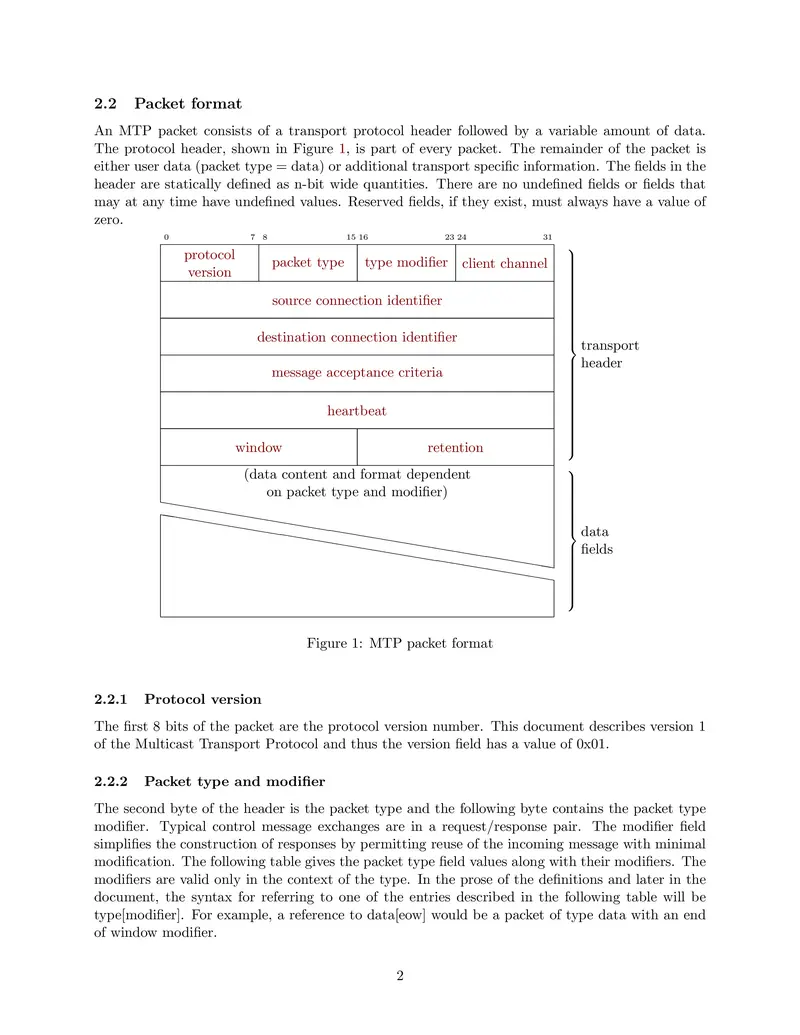 2.2 Packet format
An MTP packet consists of a transport protocol header followed by a variable amount of data.
The protocol header, shown in Figure 1, is part of every packet. The remainder of the packet is
either user data (packet type = data) or additional transport specific information. The fields in the
header are statically defined as n-bit wide quantities. There are no undefined fields or fields that
may at any time have undefined values. Reserved fields, if they exist, must always have a value of
zero.
0 7 8 15 16 23 24 31
protocol
version
packet type
type modifier
client channel
source connection identifier
destination connection identifier
message acceptance criteria
heartbeat
window
retention
transport
header
(data content and format dependent
on packet type and modifier)
data
fields
Figure 1: MTP packet format
2.2.1 Protocol version
The first 8 bits of the packet are the protocol version number. This document describes version 1
of the Multicast Transport Protocol and thus the version field has a value of 0x01.
2.2.2 Packet type and modifier
The second byte of the header is the packet type and the following byte contains the packet type
modifier. Typical control message exchanges are in a request/response pair. The modifier field
simplifies the construction of responses by permitting reuse of the incoming message with minimal
modification. The following table gives the packet type field values along with their modifiers. The
modifiers are valid only in the context of the type. In the prose of the definitions and later in the
document, the syntax for referring to one of the entries described in the following table will be
type[modifier]. For example, a reference to data[eow] would be a packet of type data with an end
of window modifier.
2